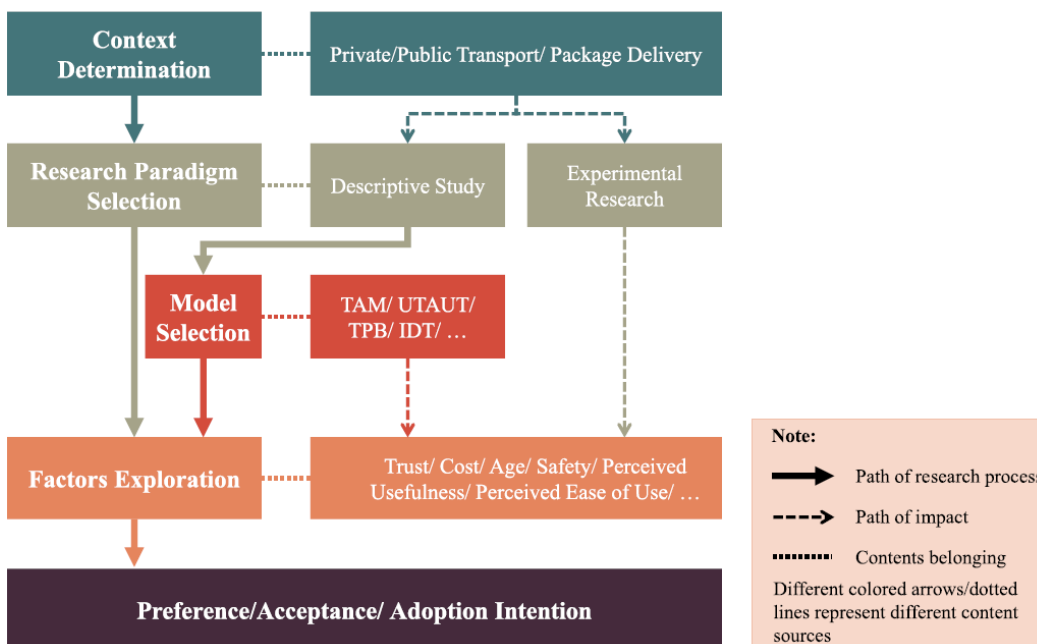 Context
Determination
Private/Public Transport/ Package Delivery
Research Paradigm
Selection
Descriptive Study
Experimental
Research
Model
Selection
TAM/ UTAUT/
TPB/ IDT/ …
Factors Exploration
Trust/ Cost/ Age/ Safety/ Perceived
Usefulness/ Perceived Ease of Use/ …
Preference/Acceptance/ Adoption Intention
Note:
Path of research process
Path of impact
Contents belonging
Different colored arrows/dotted
lines represent different content
sources